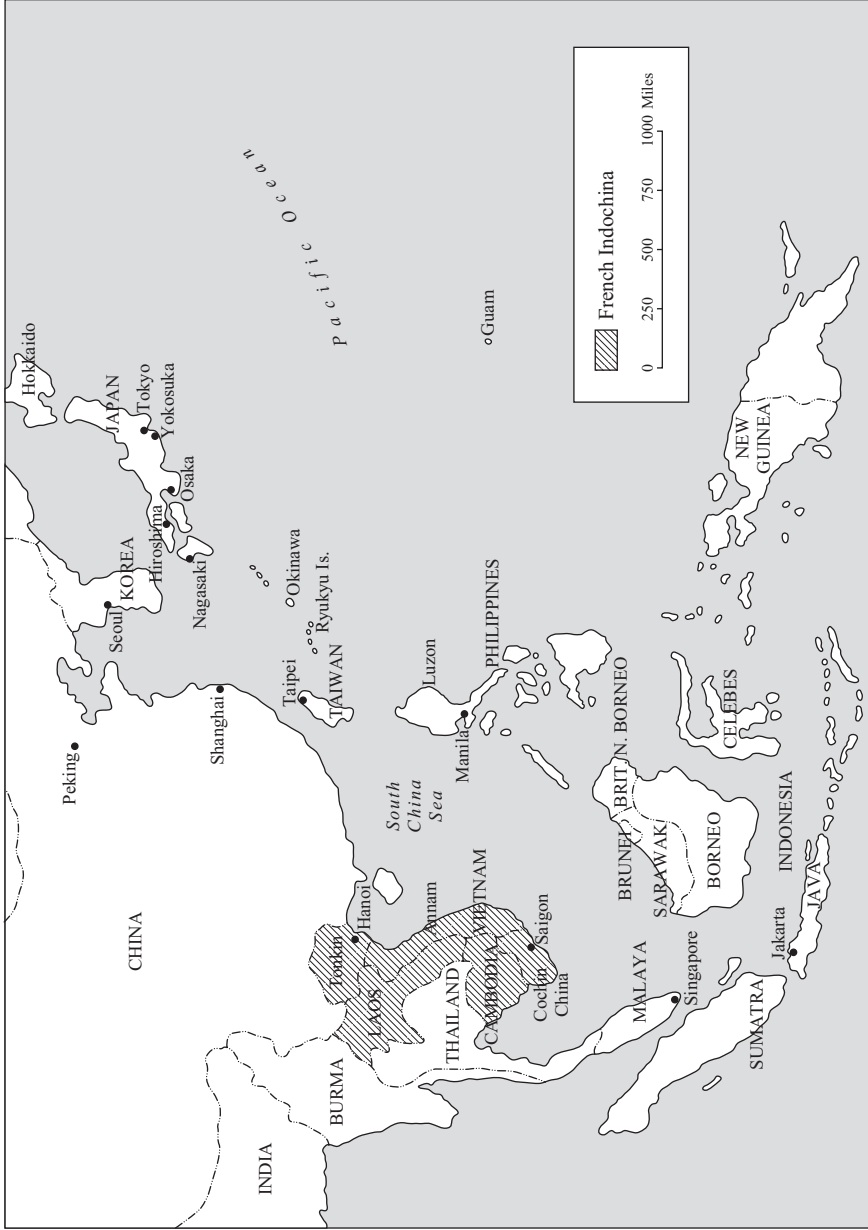 Hokkaido
JAPAN
Tokyo
Yokosuka
Osaka
Hiroshima
KOREA
Seoul
Nagasaki
Peking
Shanghai
CHINA
Pacific Ocean
Okinawa
Ryukyu Is.
Taipei
TAIWAN
INDIA
BURMA
Tonkin
Hanoi
LAOS
Annam
VIETNAM
THAILAND
CAMBODIA
Saigon
Cochin
China
South
China
Sea
Luzon
Manila
PHILIPPINES
Guam
MALAYA
Singapore
BRUNEI
BRIT. N. BORNEO
SARAWAK
BORNEO
CELEBES
NEW
GUINEA
SUMATRA
Jakarta
JAVA
INDONESIA
French Indochina
0 250 500 750 1000 Miles